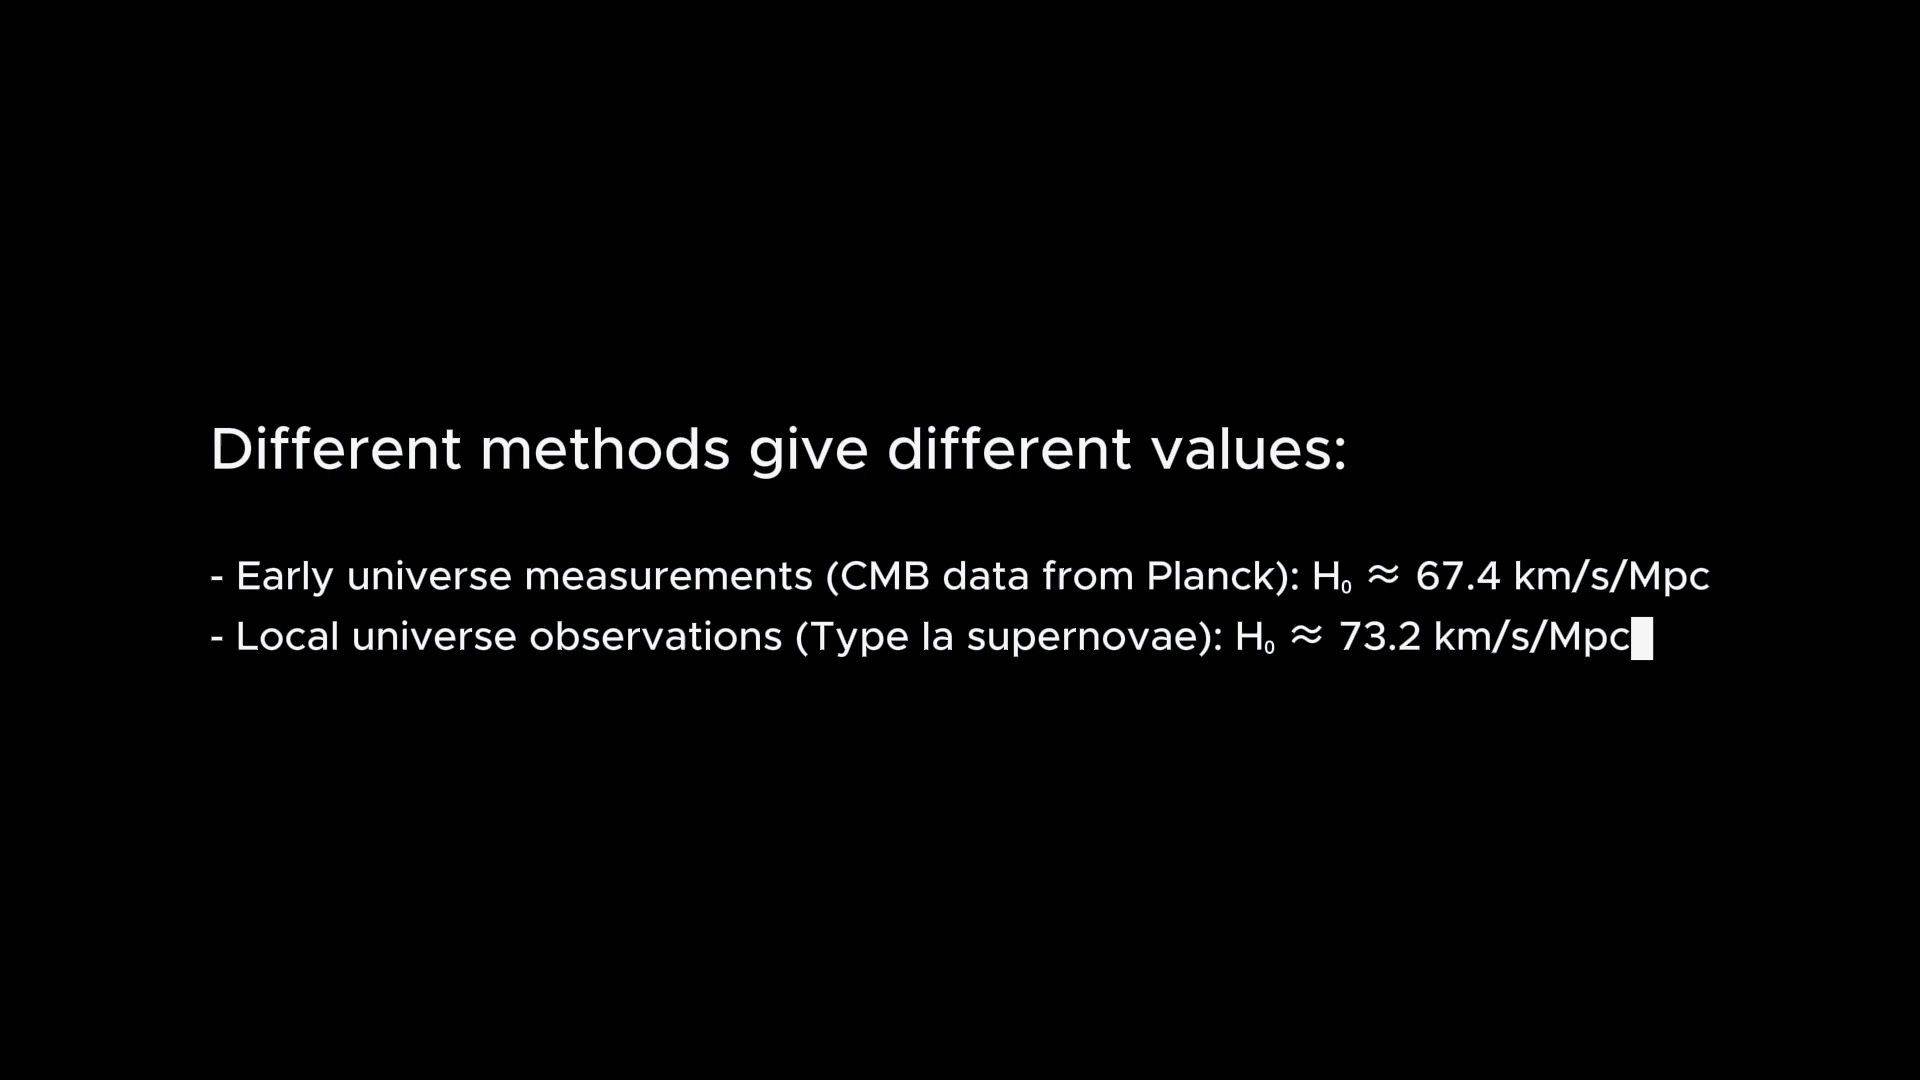 Different methods give different values:
- Early universe measurements (CMB data from Planck): H₀ ≈ 67.4 km/s/Mpc
- Local universe observations (Type Ia supernovae): H₀ ≈ 73.2 km/s/Mpc